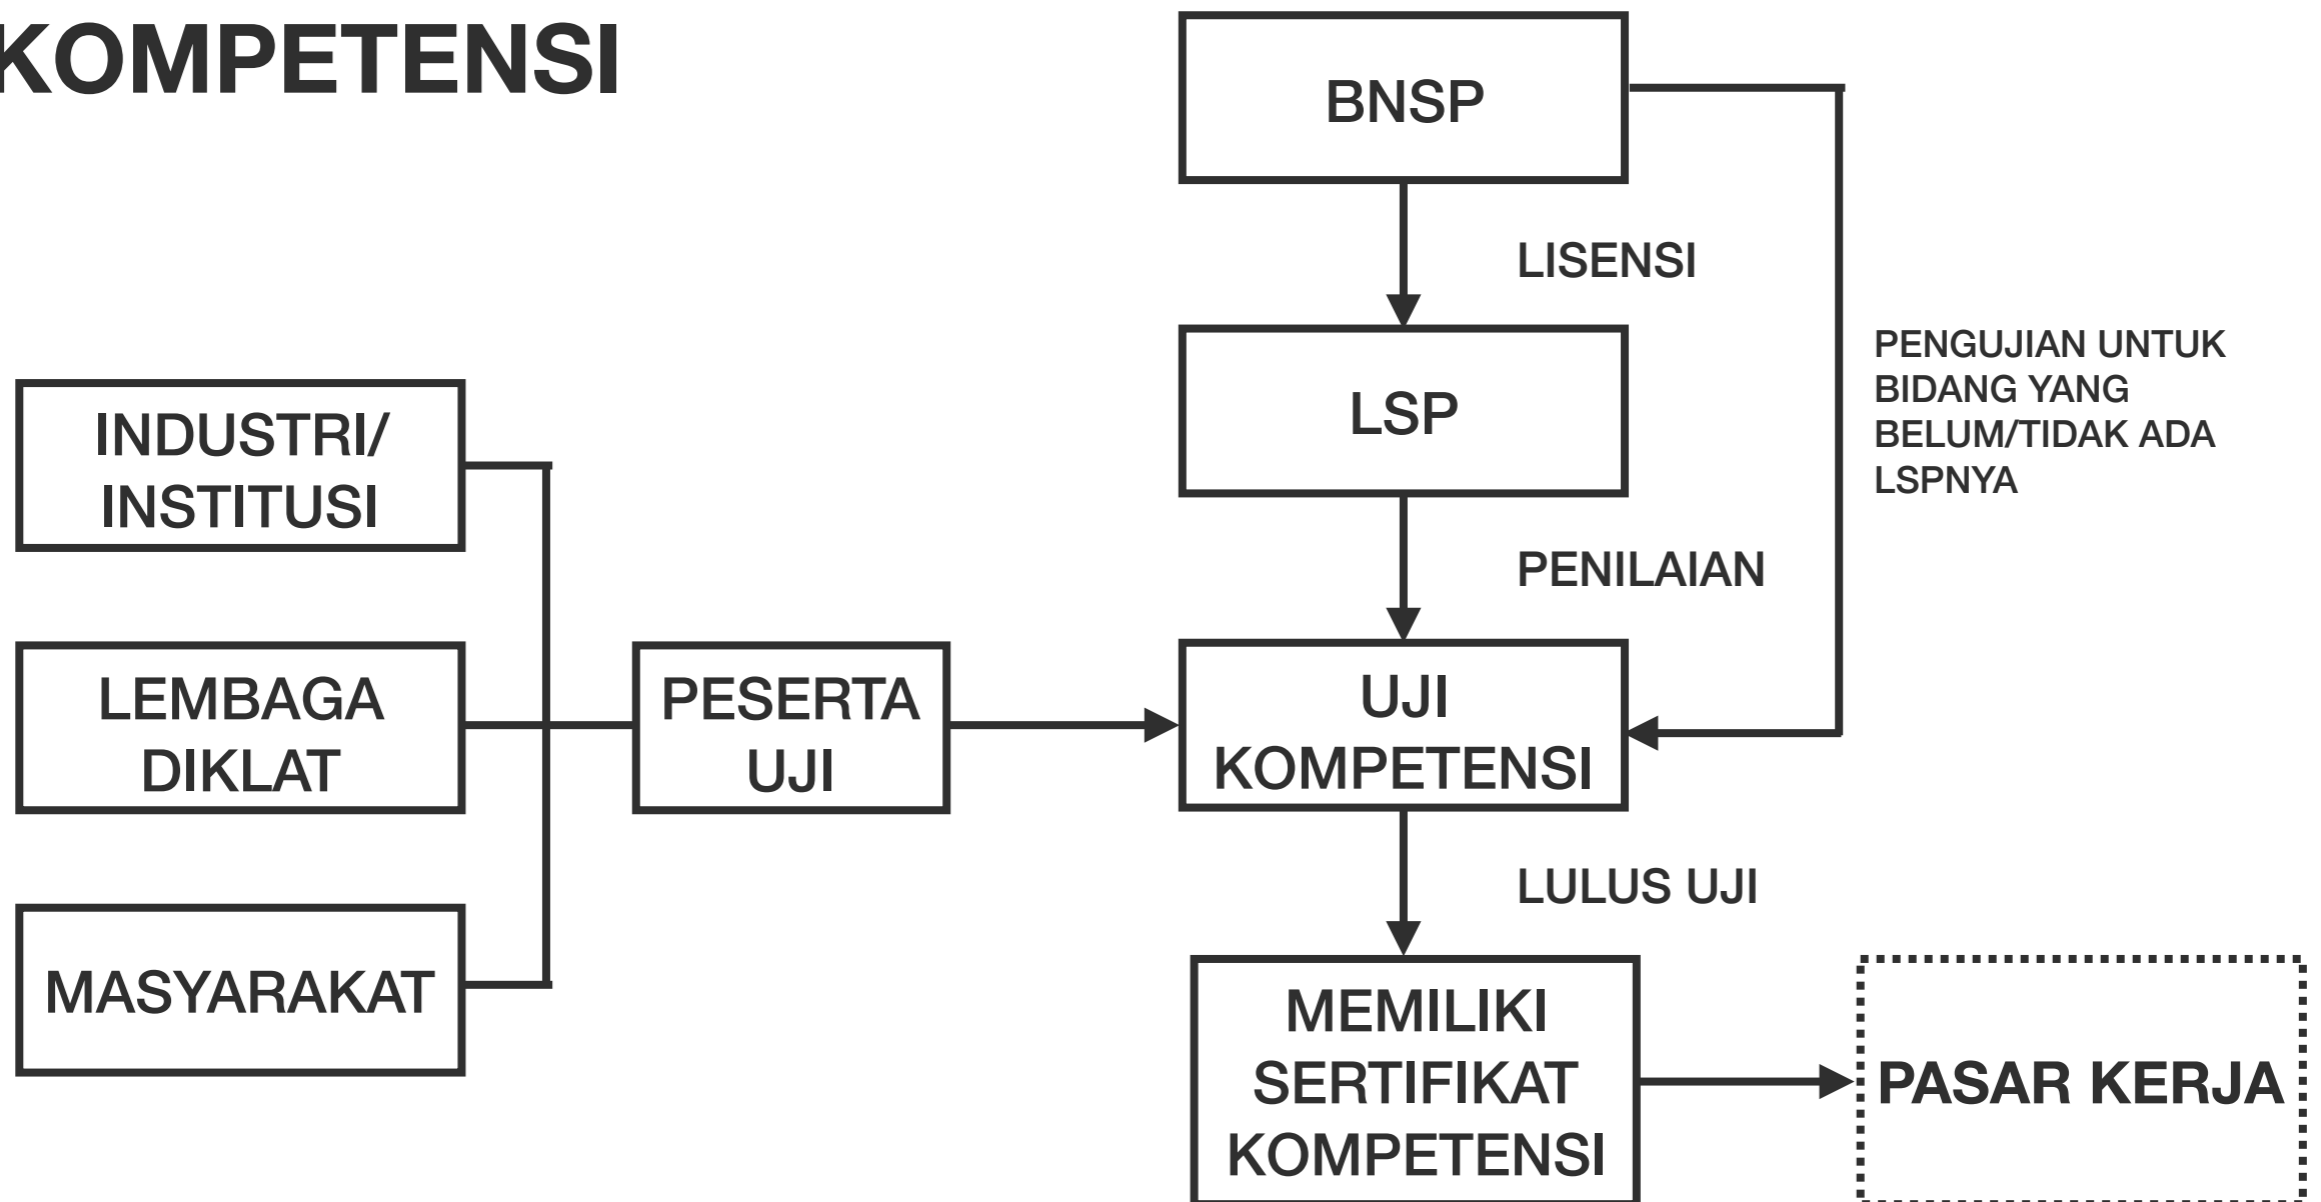 KOMPETENSI
BNSP
LISENSI
PENGUJIAN UNTUK
BIDANG YANG
BELUM/TIDAK ADA
LSPNYA
LSP
INDUSTRI/
INSTITUSI
PENILAIAN
LEMBAGA
DIKLAT
PESERTA
UJI
UJI
KOMPETENSI
LULUS UJI
MASYARAKAT
MEMILIKI
SERTIFIKAT
KOMPETENSI
PASAR KERJA